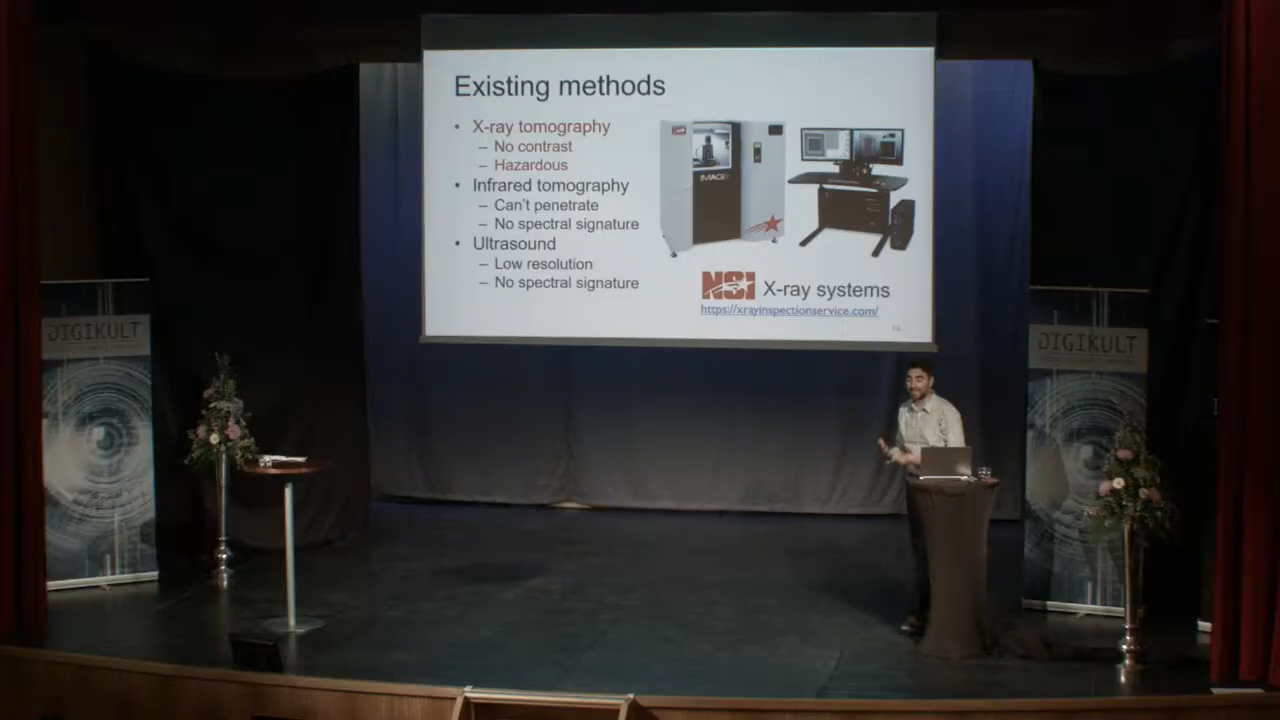 Existing methods
• X-ray tomography
– No contrast
– Hazardous
• Infrared tomography
– Can't penetrate
– No spectral signature
• Ultrasound
– Low resolution
– No spectral signature
NSI X-ray systems
https://xrayinspectionservice.com/
DIGIKULT
DIGIKULT